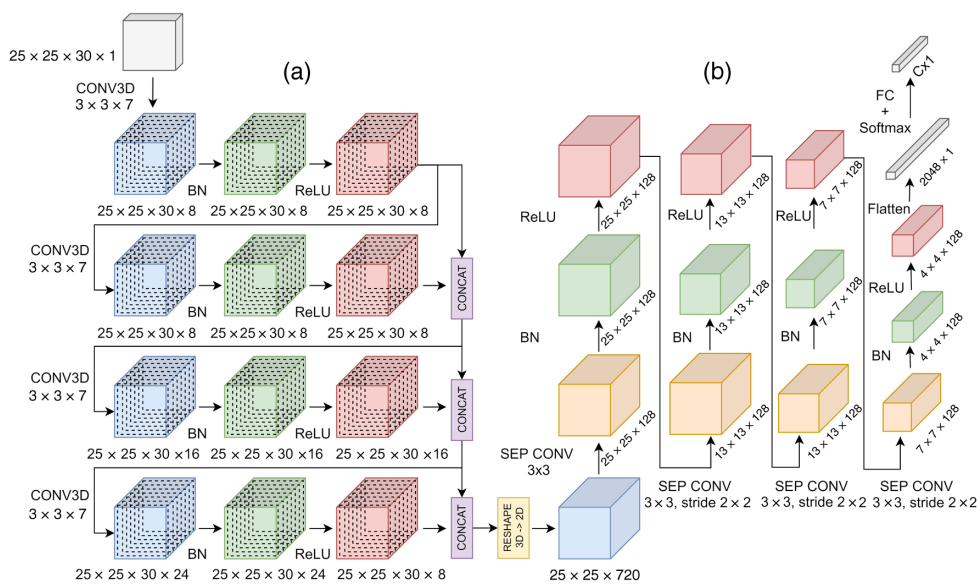 25 × 25 × 30 × 1
(a)
CONV3D
3 × 3 × 7
BN
ReLU
25 × 25 × 30 × 8
25 × 25 × 30 × 8
25 × 25 × 30 × 8
CONV3D
3 × 3 × 7
BN
ReLU
CONCAT
25 × 25 × 30 × 8
25 × 25 × 30 × 8
25 × 25 × 30 × 8
CONV3D
3 × 3 × 7
BN
ReLU
CONCAT
25 × 25 × 30 ×16
25 × 25 × 30 ×16
25 × 25 × 30 ×16
CONV3D
3 × 3 × 7
BN
ReLU
CONCAT
25 × 25 × 30 × 24
25 × 25 × 30 × 24
25 × 25 × 30 × 8
RESHAPE
3D -> 2D
25 × 25 × 720
(b)
SEP CONV
3x3
25 × 25 × 128
BN
25 × 25 × 128
ReLU
25 × 25 × 128
SEP CONV
3 × 3, stride 2 × 2
13 × 13 × 128
BN
13 × 13 × 128
ReLU
13 × 13 × 128
SEP CONV
3 × 3, stride 2 × 2
13 × 13 × 128
BN
7 × 7 × 128
ReLU
7 × 7 × 128
SEP CONV
3 × 3, stride 2 × 2
7 × 7 × 128
BN
4 × 4 × 128
ReLU
4 × 4 × 128
Flatten
2048 × 1
FC
+
Softmax
Cx1